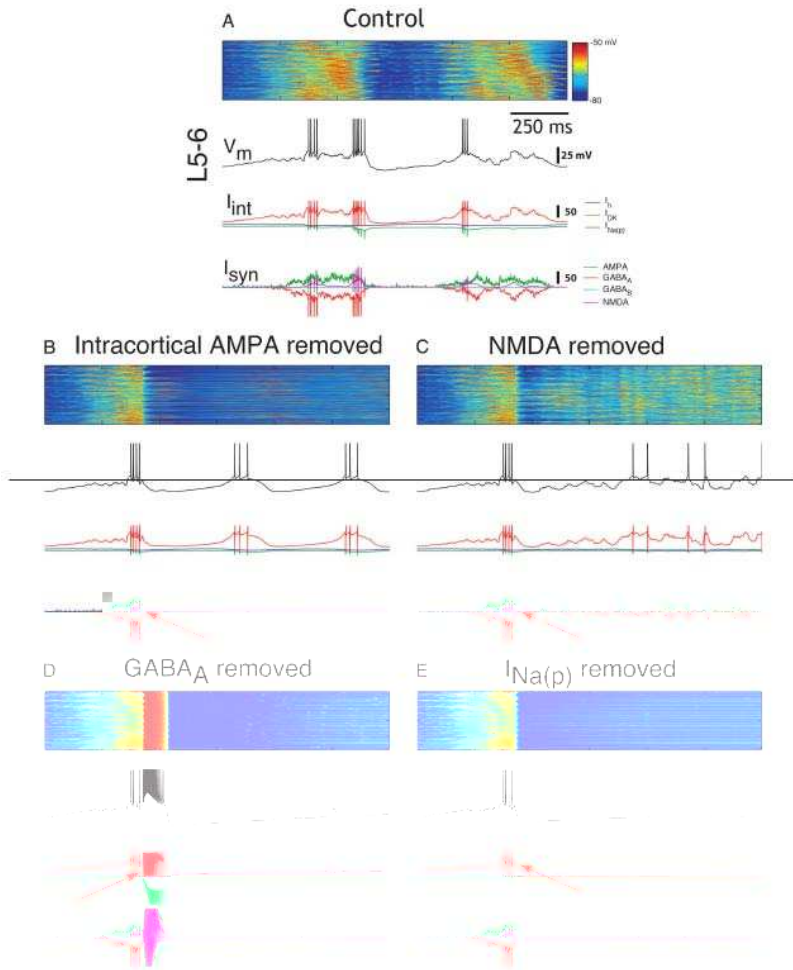 A Control
-50 mV
-80
250 ms
L5-6
Vm
25 mV
Iint
50
Ih
IDK
INa(p)
Isyn
50
AMPA
GABAA
GABAB
NMDA
B Intracortical AMPA removed
C NMDA removed
D GABAA removed
E INa(p) removed